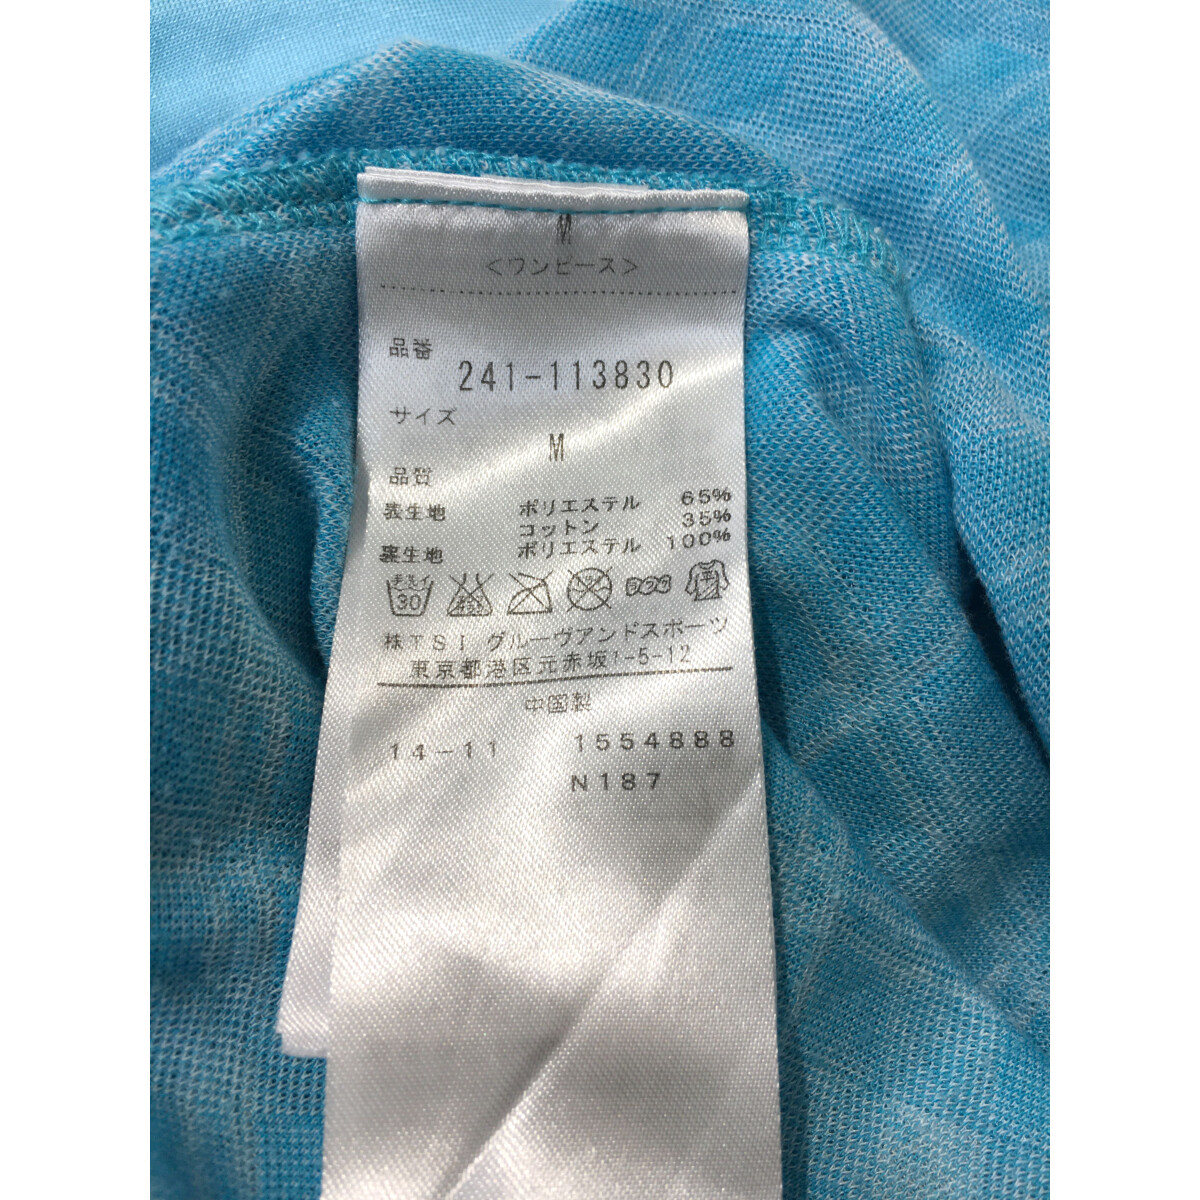 M
<ワンピース>
品番
241-113830
サイズ
M
品質
表生地 ポリエステル 65%
コットン 35%
裏生地 ポリエステル 100%
30
株TSI グルーヴアンドスポーツ
東京都港区元赤坂1-5-12
中国製
14-11 1554888
N187